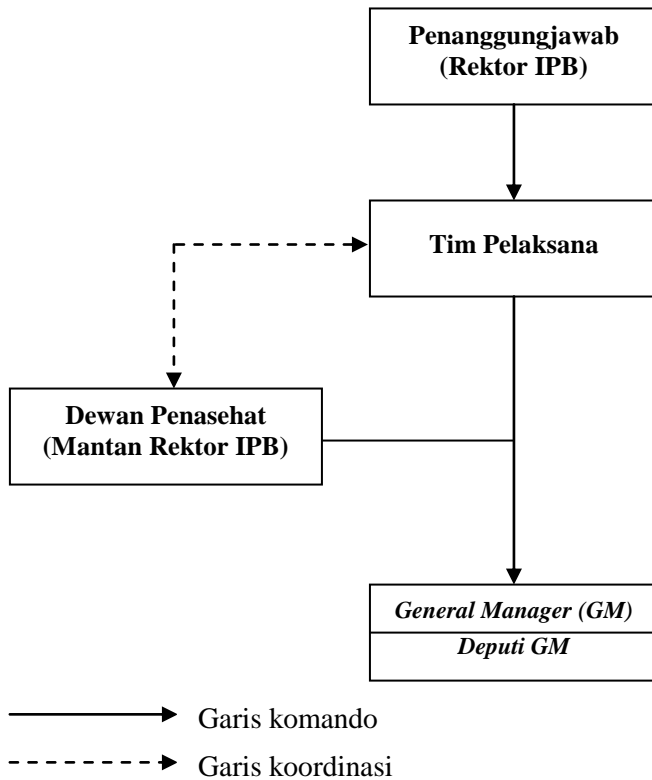 Penanggungjawab
(Rektor IPB)
Tim Pelaksana
Dewan Penasehat
(Mantan Rektor IPB)
General Manager (GM)
Deputi GM
Garis komando
Garis koordinasi